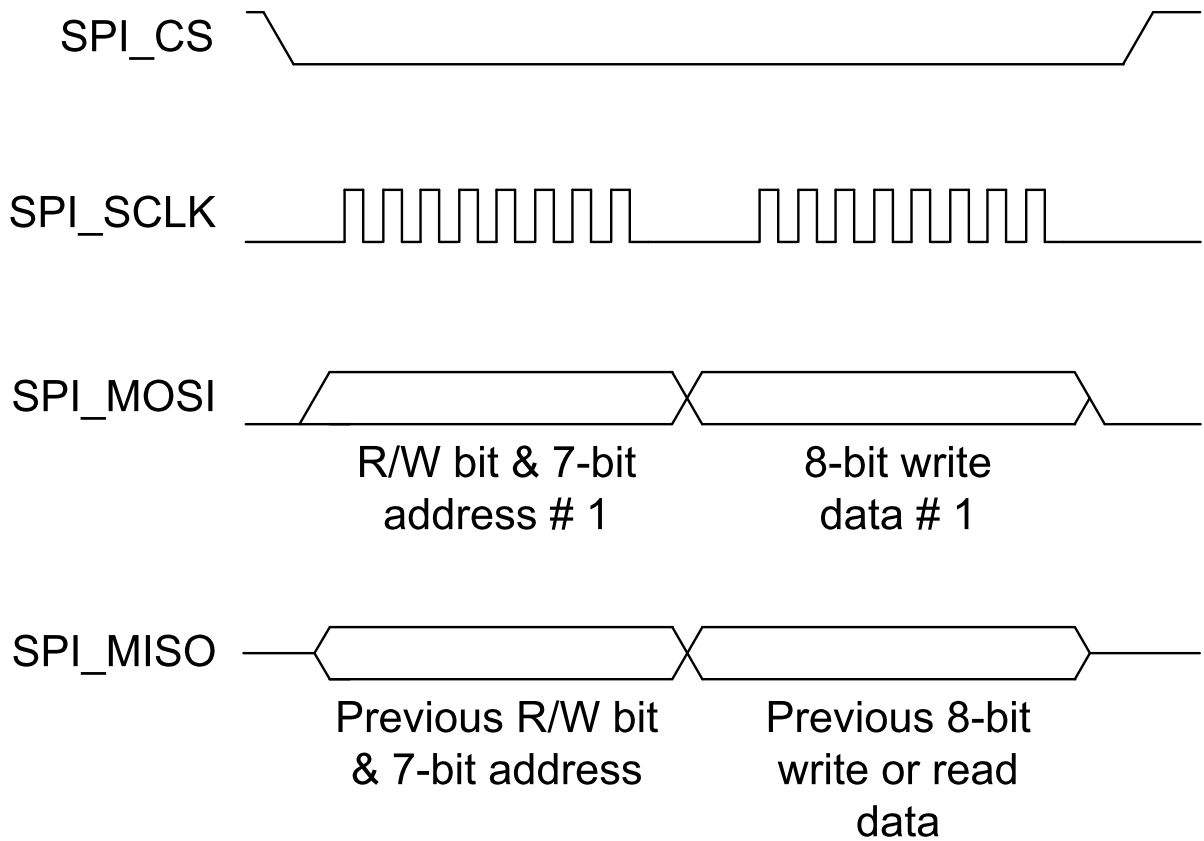 SPI_CS
SPI_SCLK
SPI_MOSI
R/W bit & 7-bit
address # 1
8-bit write
data # 1
SPI_MISO
Previous R/W bit
& 7-bit address
Previous 8-bit
write or read
data